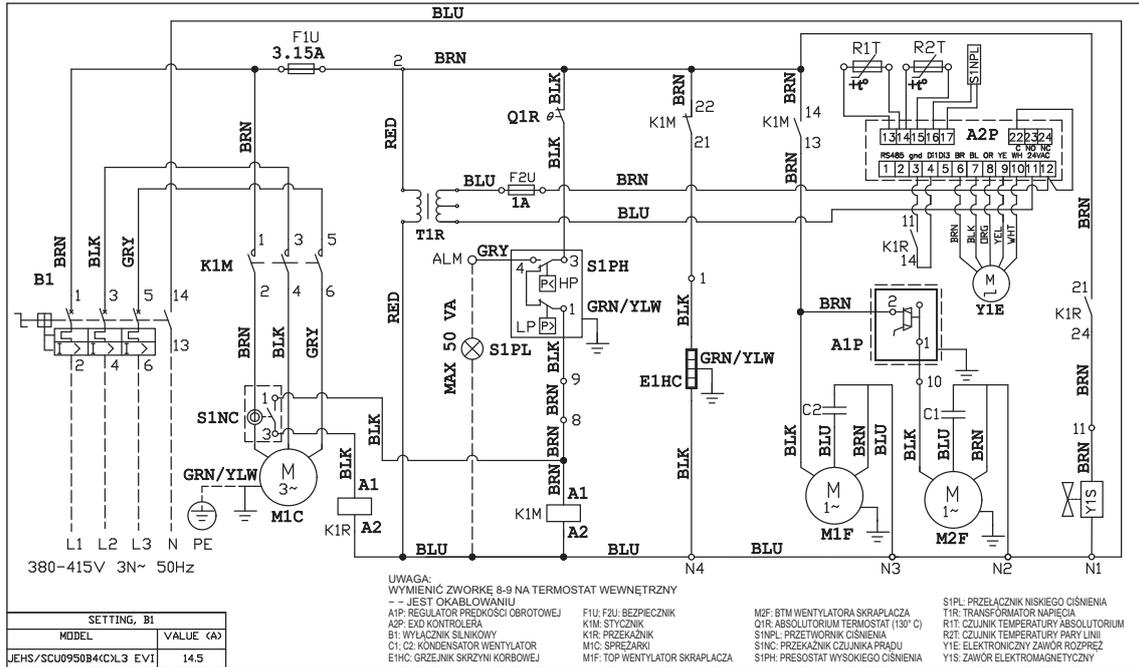 BLU
F1U
3.15A
2
BRN
R1T
R2T
S1NPL
+t°
+t°
BLK
BRN
22
BRN
14
Q1R
θ
K1M
K1M
21
13
13 14 15 16 17
A2P
22 23 24
C NO NC
RS485 gnd DI1 DI3 BR BL OR YE WH 24VAC
1 2 3 4 5 6 7 8 9 10 11 12
BRN
RED
BLK
BRN
BLU
F2U
1A
BRN
BLU
T1R
BRN
BRN
BLK
GRY
B1
1
3
5
14
K1M
1
3
5
2
4
6
ALM
GRY
4
3
S1PH
P<
HP
1
GRN/YLW
LP
P>
S1PL
MAX 50 VA
11
K1R
14
BRN
BLK
ORG
YEL
WHT
M
Y1E
21
K1R
24
BRN
2
A1P
1
10
I>
I>
I>
13
2
4
6
BRN
BLK
GRY
RED
1
BLK
GRN/YLW
E1HC
BLK
9
BRN
8
BRN
BRN
BRN
11
BRN
S1NC
1
3
BLK
BLK
GRN/YLW
M
3~
M1C
A1
K1R
A2
A1
K1M
A2
BLK
C2
BLK
BLU
BRN
BLU
C1
BLK
BLU
BRN
M
1~
M1F
M
1~
M2F
Y1S
L1 L2 L3 N PE
380-415V 3N~ 50Hz
BLU
BLU
N4
BLU
N3
N2
N1
UWAGA:
WYMIENIĆ ZWORKĘ 8-9 NA TERMOSTAT WEWNĘTRZNY
– – JEST OKABLOWANIU
A1P: REGULATOR PRĘDKOŚCI OBROTOWEJ
A2P: EXD KONTROLERA
B1: WYŁĄCZNIK SILNIKOWY
C1; C2: KONDENSATOR WENTYLATOR
E1HC: GRZEJNIK SKRZYNI KORBOWEJ
F1U; F2U: BEZPIECZNIK
K1M: STYCZNIK
K1R: PRZEKAŹNIK
M1C: SPRĘŻARKI
M1F: TOP WENTYLATOR SKRAPLACZA
M2F: BTM WENTYLATORA SKRAPLACZA
Q1R: ABSOLUTORIUM TERMOSTAT (130° C)
S1NPL: PRZETWORNIK CIŚNIENIA
S1NC: PRZEKAŹNIK CZUJNIKA PRĄDU
S1PH: PRESOSTAT WYSOKIEGO CIŚNIENIA
S1PL: PRZEŁĄCZNIK NISKIEGO CIŚNIENIA
T1R: TRANSFORMATOR NAPIĘCIA
R1T: CZUJNIK TEMPERATURY ABSOLUTORIUM
R2T: CZUJNIK TEMPERATURY PARY LINII
Y1E: ELEKTRONICZNY ZAWÓR ROZPRĘŻ
Y1S: ZAWÓR ELEKTROMAGNETYCZNY
SETTING, B1
MODEL VALUE (A)
JEHS/SCU0950B4(C)L3 EVI 14.5